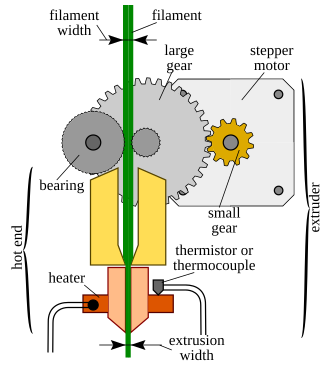 filament
width
filament
large
gear
stepper
motor
bearing
small
gear
extruder
hot end
thermistor or
thermocouple
heater
extrusion
width